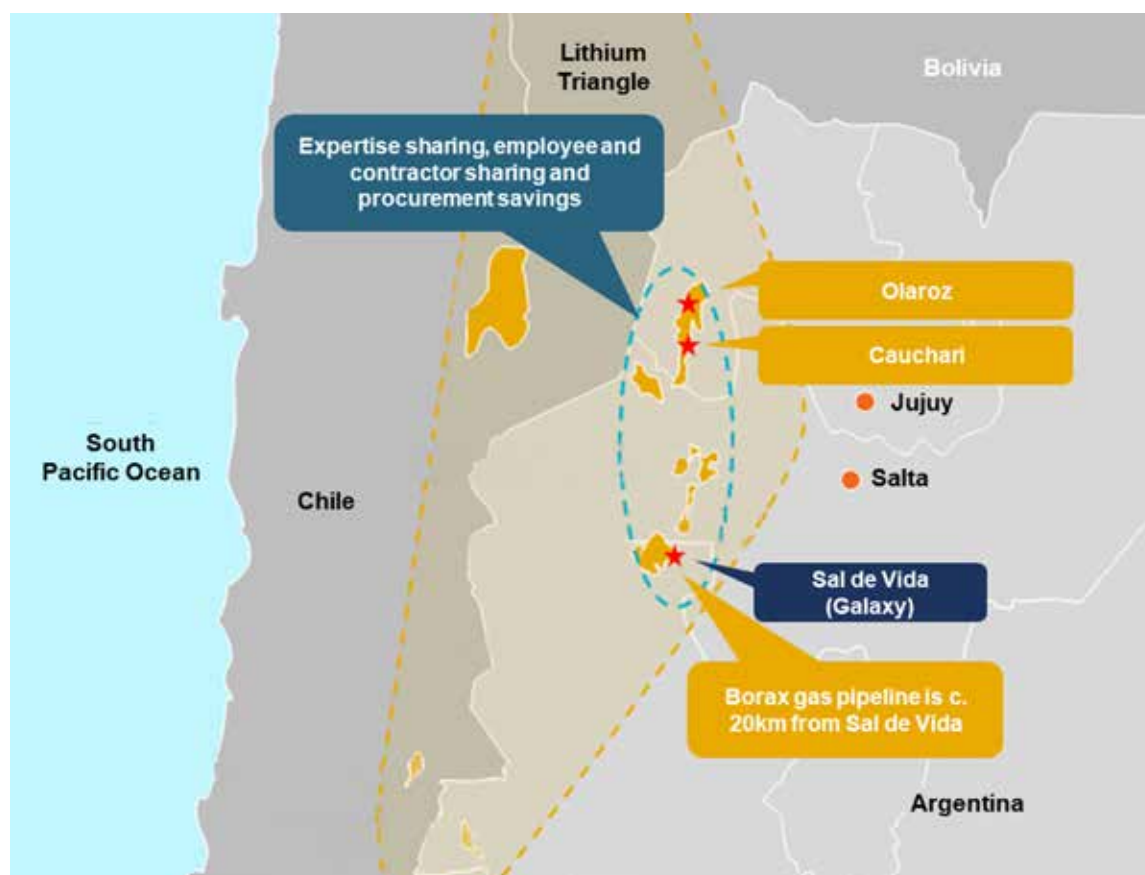 Lithium
Triangle
Bolivia
Expertise sharing, employee and
contractor sharing and
procurement savings
Olaroz
Cauchari
Jujuy
South
Pacific Ocean
Salta
Chile
Sal de Vida
(Galaxy)
Borax gas pipeline is c.
20km from Sal de Vida
Argentina